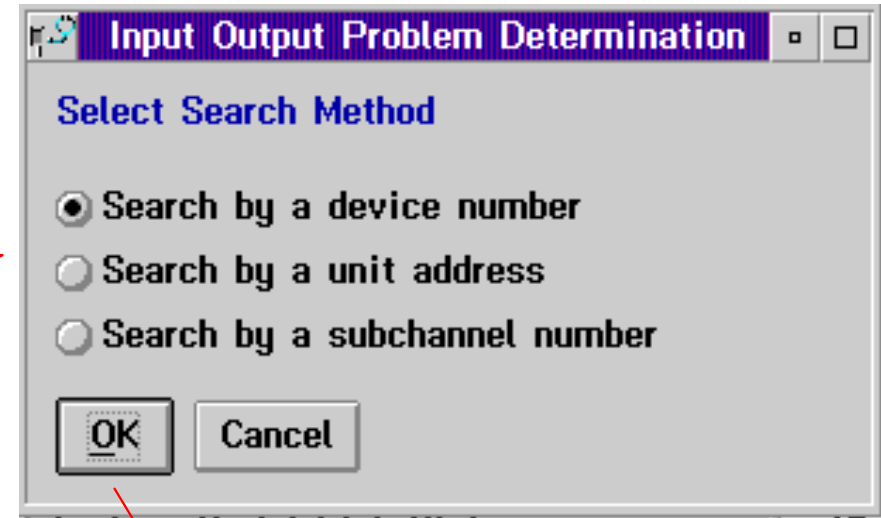 Input Output Problem Determination
Select Search Method
Search by a device number
Search by a unit address
Search by a subchannel number
OK Cancel